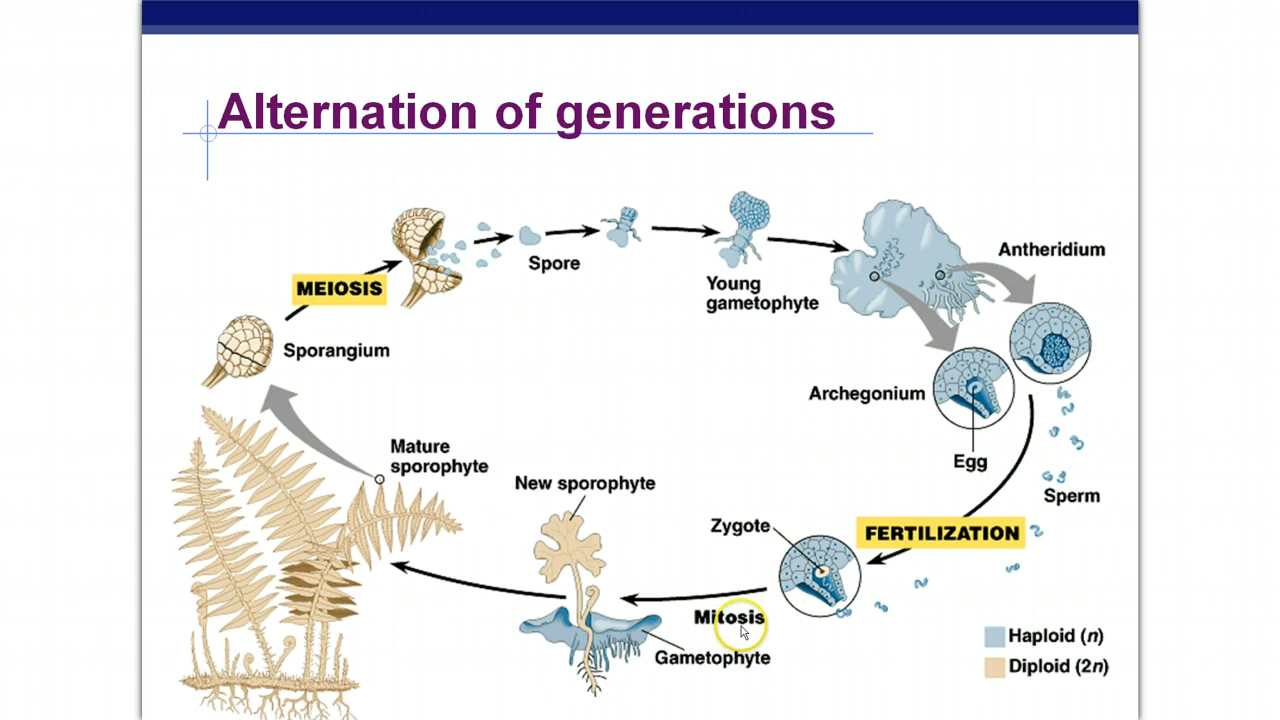 Alternation of generations
Antheridium
Spore
Young
gametophyte
MEIOSIS
Sporangium
Archegonium
Mature
sporophyte
Egg
New sporophyte
Sperm
Zygote
FERTILIZATION
Mitosis
Haploid (n)
Gametophyte
Diploid (2n)